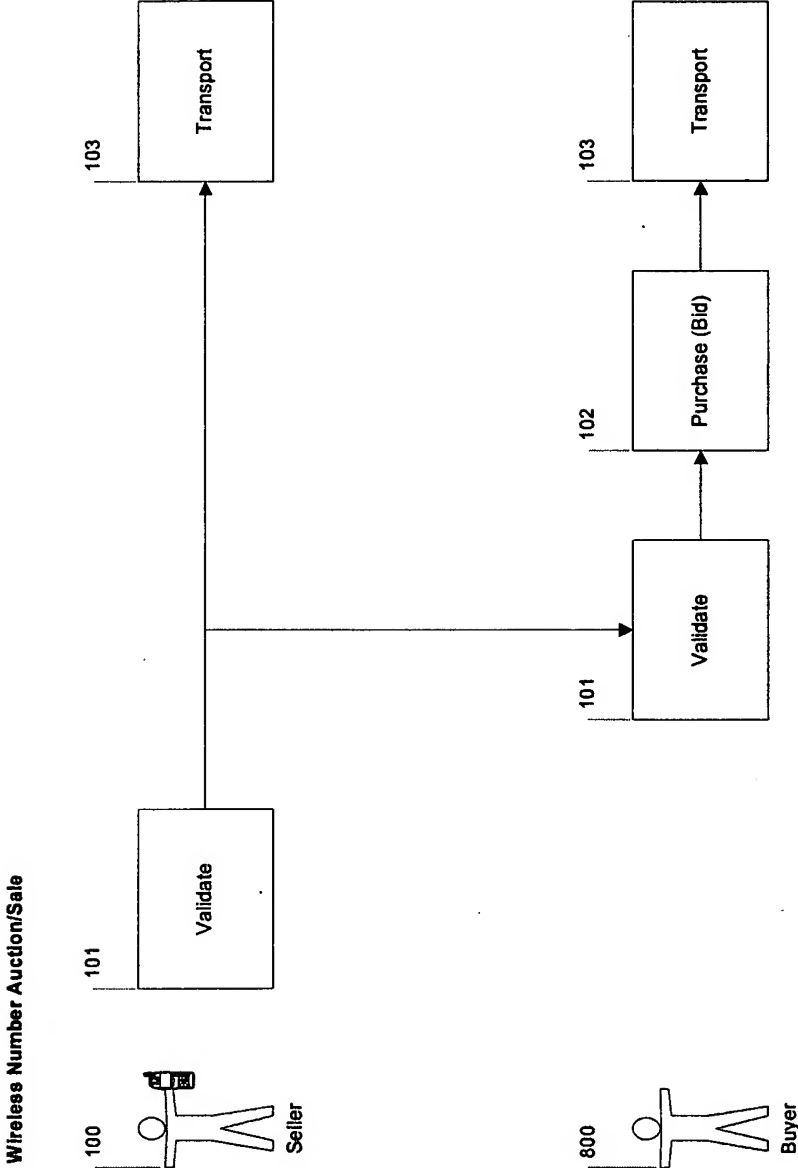 Wireless Number Auction/Sale
100
Seller
101
Validate
103
Transport
800
Buyer
101
Validate
102
Purchase (Bid)
103
Transport